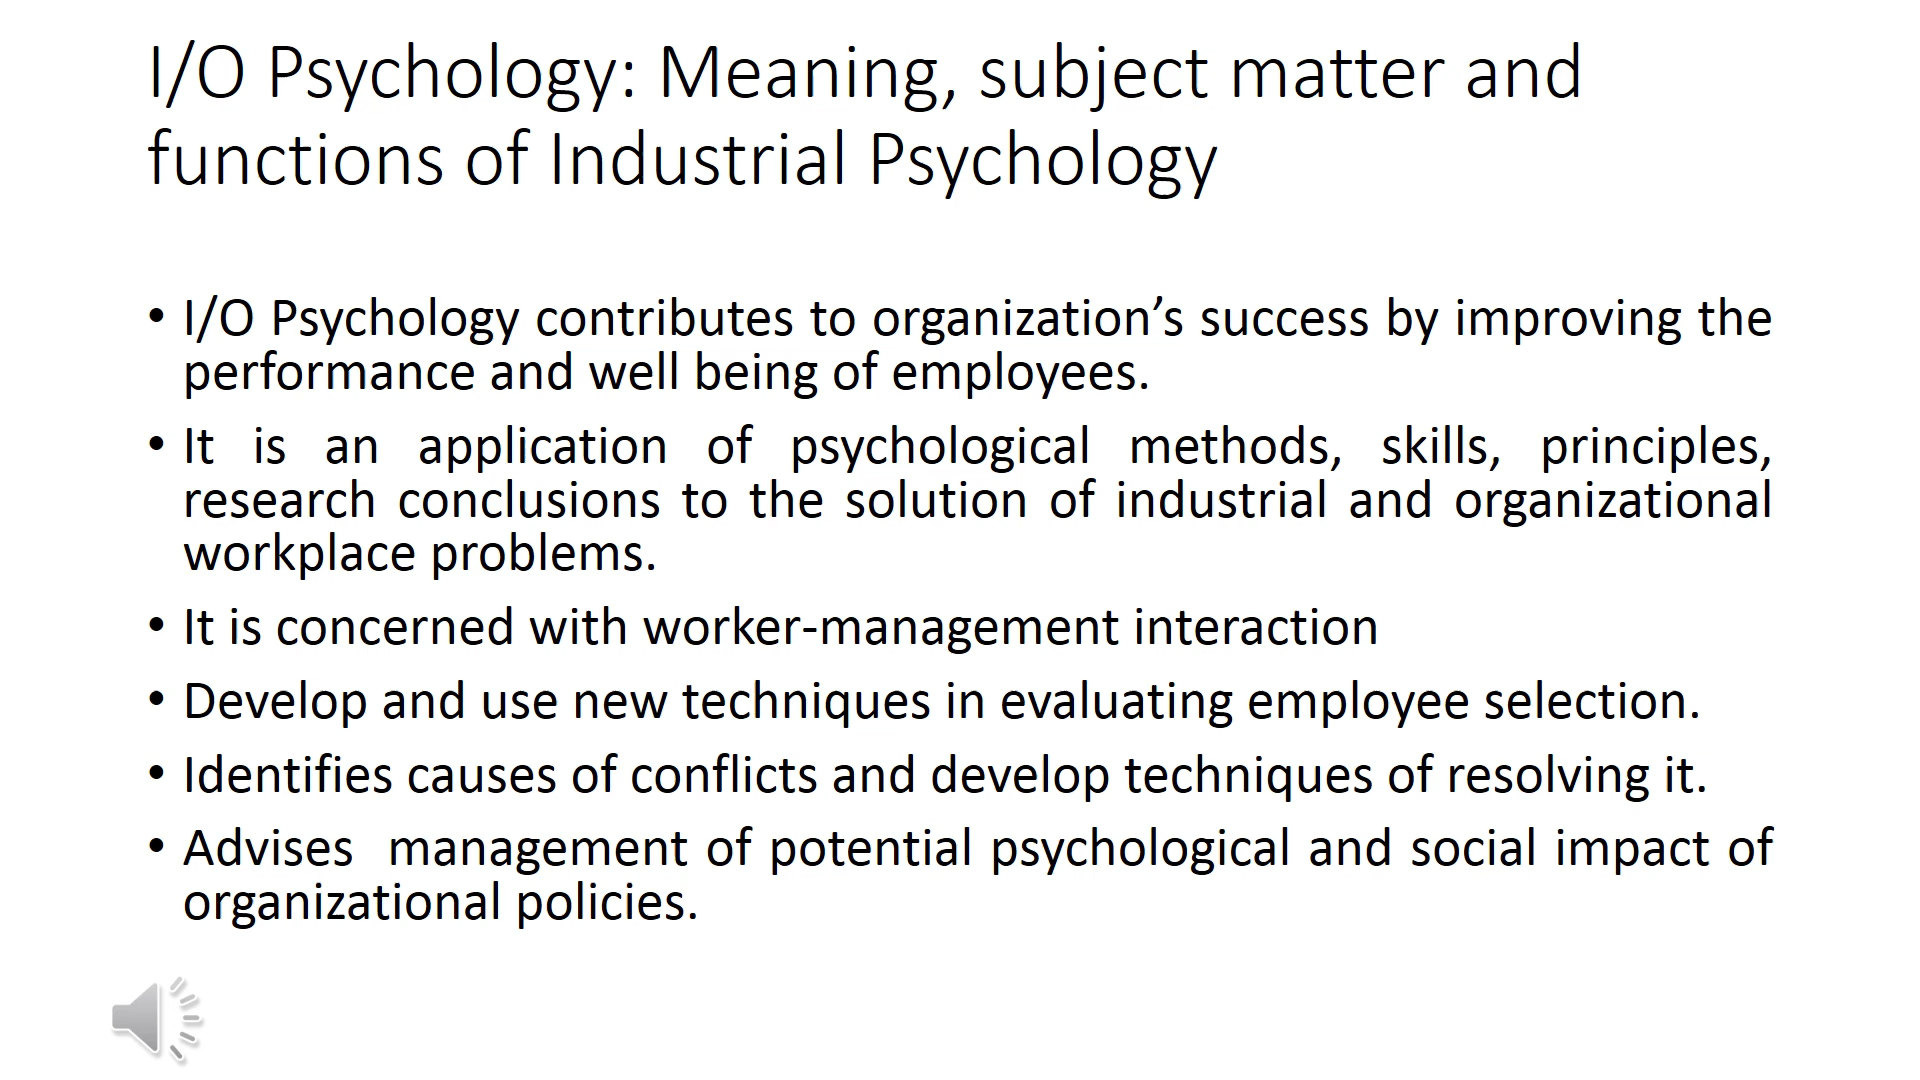 I/O Psychology: Meaning, subject matter and
functions of Industrial Psychology
• I/O Psychology contributes to organization’s success by improving the
performance and well being of employees.
• It is an application of psychological methods, skills, principles,
research conclusions to the solution of industrial and organizational
workplace problems.
• It is concerned with worker-management interaction
• Develop and use new techniques in evaluating employee selection.
• Identifies causes of conflicts and develop techniques of resolving it.
• Advises  management of potential psychological and social impact of
organizational policies.